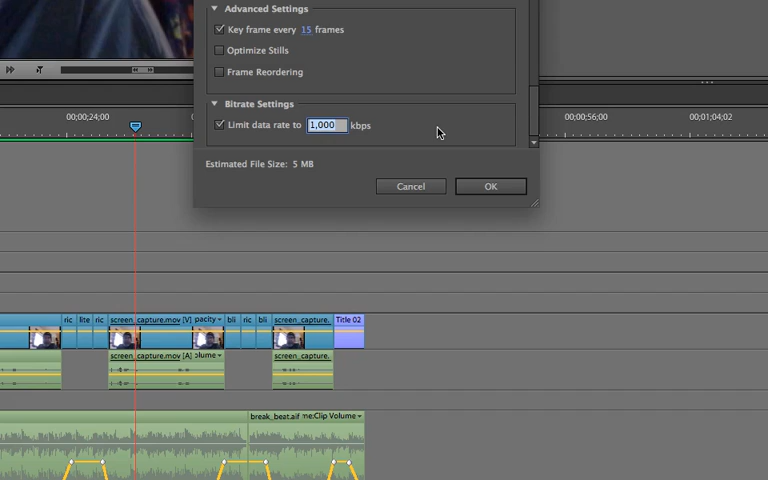 Advanced Settings
Key frame every 15 frames
Optimize Stills
Frame Reordering
00;00;24;00
00;00;56;00
00;01;04;02
Bitrate Settings
Limit data rate to 1,000 kbps
Estimated File Size: 5 MB
Cancel
OK
ric lite ric screen_capture.mov [V] pacity bli ric bli screen_capture. Title 02
screen_capture.mov [A] olume screen_capture.
break_beat.aif me:Clip Volume